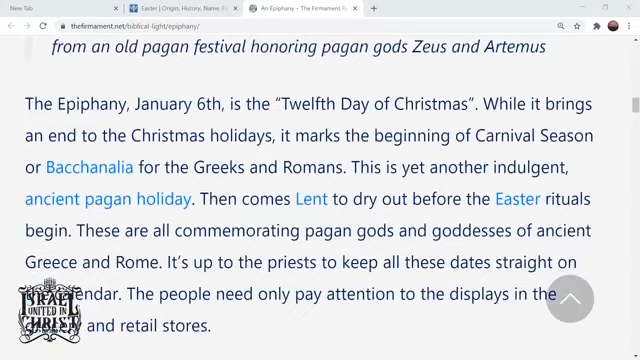 New Tab
Easter | Origin, History, Name, F
An Epiphany - The Firmament R
thefirmament.net/biblical-light/epiphany/
from an old pagan festival honoring pagan gods Zeus and Artemus
The Epiphany, January 6th, is the “Twelfth Day of Christmas”. While it brings
an end to the Christmas holidays, it marks the beginning of Carnival Season
or Bacchanalia for the Greeks and Romans. This is yet another indulgent,
ancient pagan holiday. Then comes Lent to dry out before the Easter rituals
begin. These are all commemorating pagan gods and goddesses of ancient
Greece and Rome. It’s up to the priests to keep all these dates straight on
calendar. The people need only pay attention to the displays in the
and retail stores.
ISRAEL
UNITED IN
CHRIST